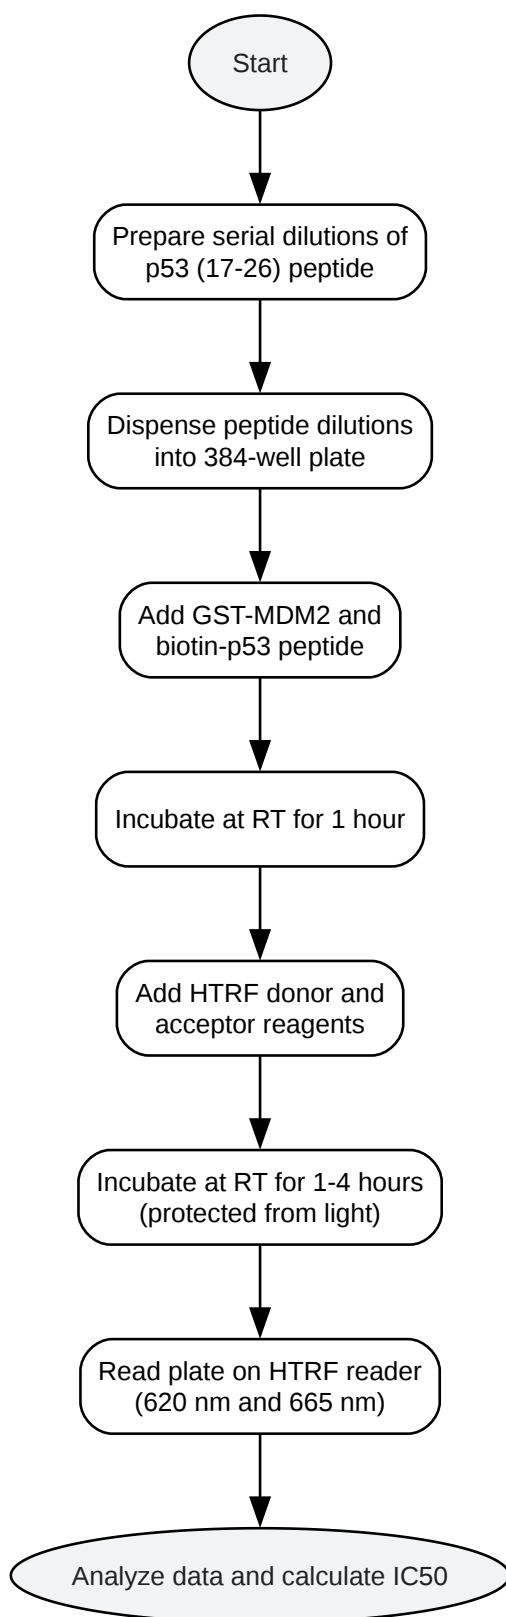 Start
Prepare serial dilutions of
p53 (17-26) peptide
Dispense peptide dilutions
into 384-well plate
Add GST-MDM2 and
biotin-p53 peptide
Incubate at RT for 1 hour
Add HTRF donor and
acceptor reagents
Incubate at RT for 1-4 hours
(protected from light)
Read plate on HTRF reader
(620 nm and 665 nm)
Analyze data and calculate IC50